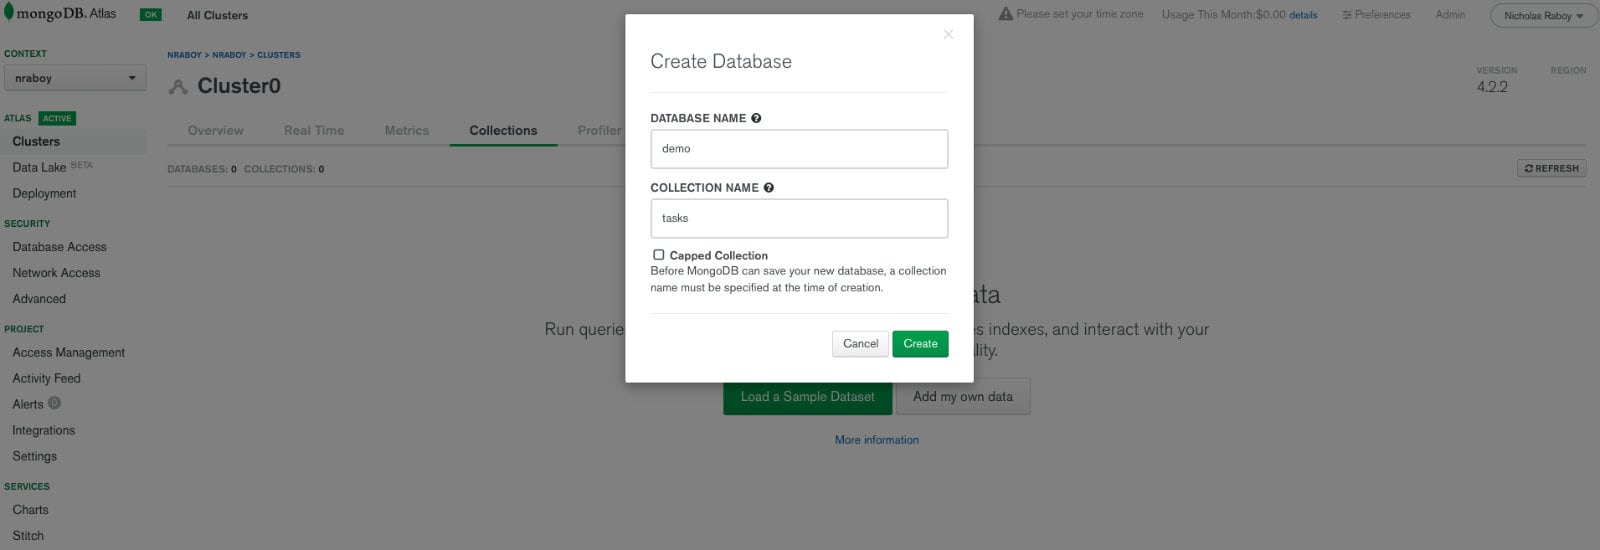 mongoDB. Atlas
OK
All Clusters
Please set your time zone
Usage This Month:$0.00 details
Preferences
Admin
Nicholas Raboy
CONTEXT
nraboy
ATLAS ACTIVE
Clusters
Data Lake BETA
Deployment
SECURITY
Database Access
Network Access
Advanced
PROJECT
Access Management
Activity Feed
Alerts 0
Integrations
Settings
SERVICES
Charts
Stitch
NRABOY > NRABOY > CLUSTERS
Cluster0
VERSION
4.2.2
REGION
Overview
Real Time
Metrics
Collections
Profiler
DATABASES: 0 COLLECTIONS: 0
REFRESH
Create Database
DATABASE NAME
demo
COLLECTION NAME
tasks
Capped Collection
Before MongoDB can save your new database, a collection
name must be specified at the time of creation.
Cancel
Create
indexes, and interact with your
Load a Sample Dataset
Add my own data
More information